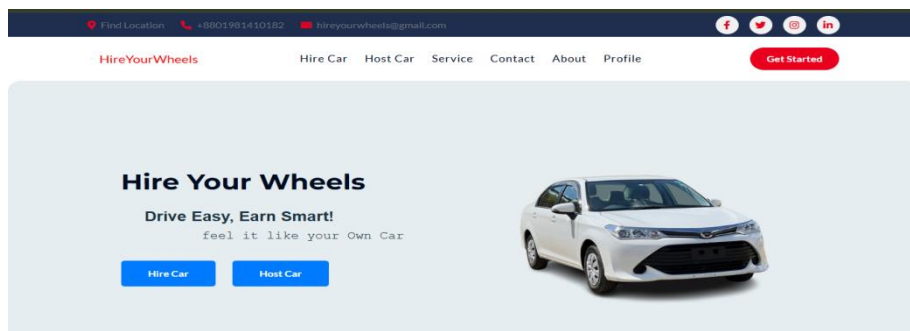 Find Location +8801981410182 hireyourwheels@gmail.com
HireYourWheels Hire Car Host Car Service Contact About Profile Get Started
Hire Your Wheels
Drive Easy, Earn Smart!
feel it like your Own Car
Hire Car Host Car